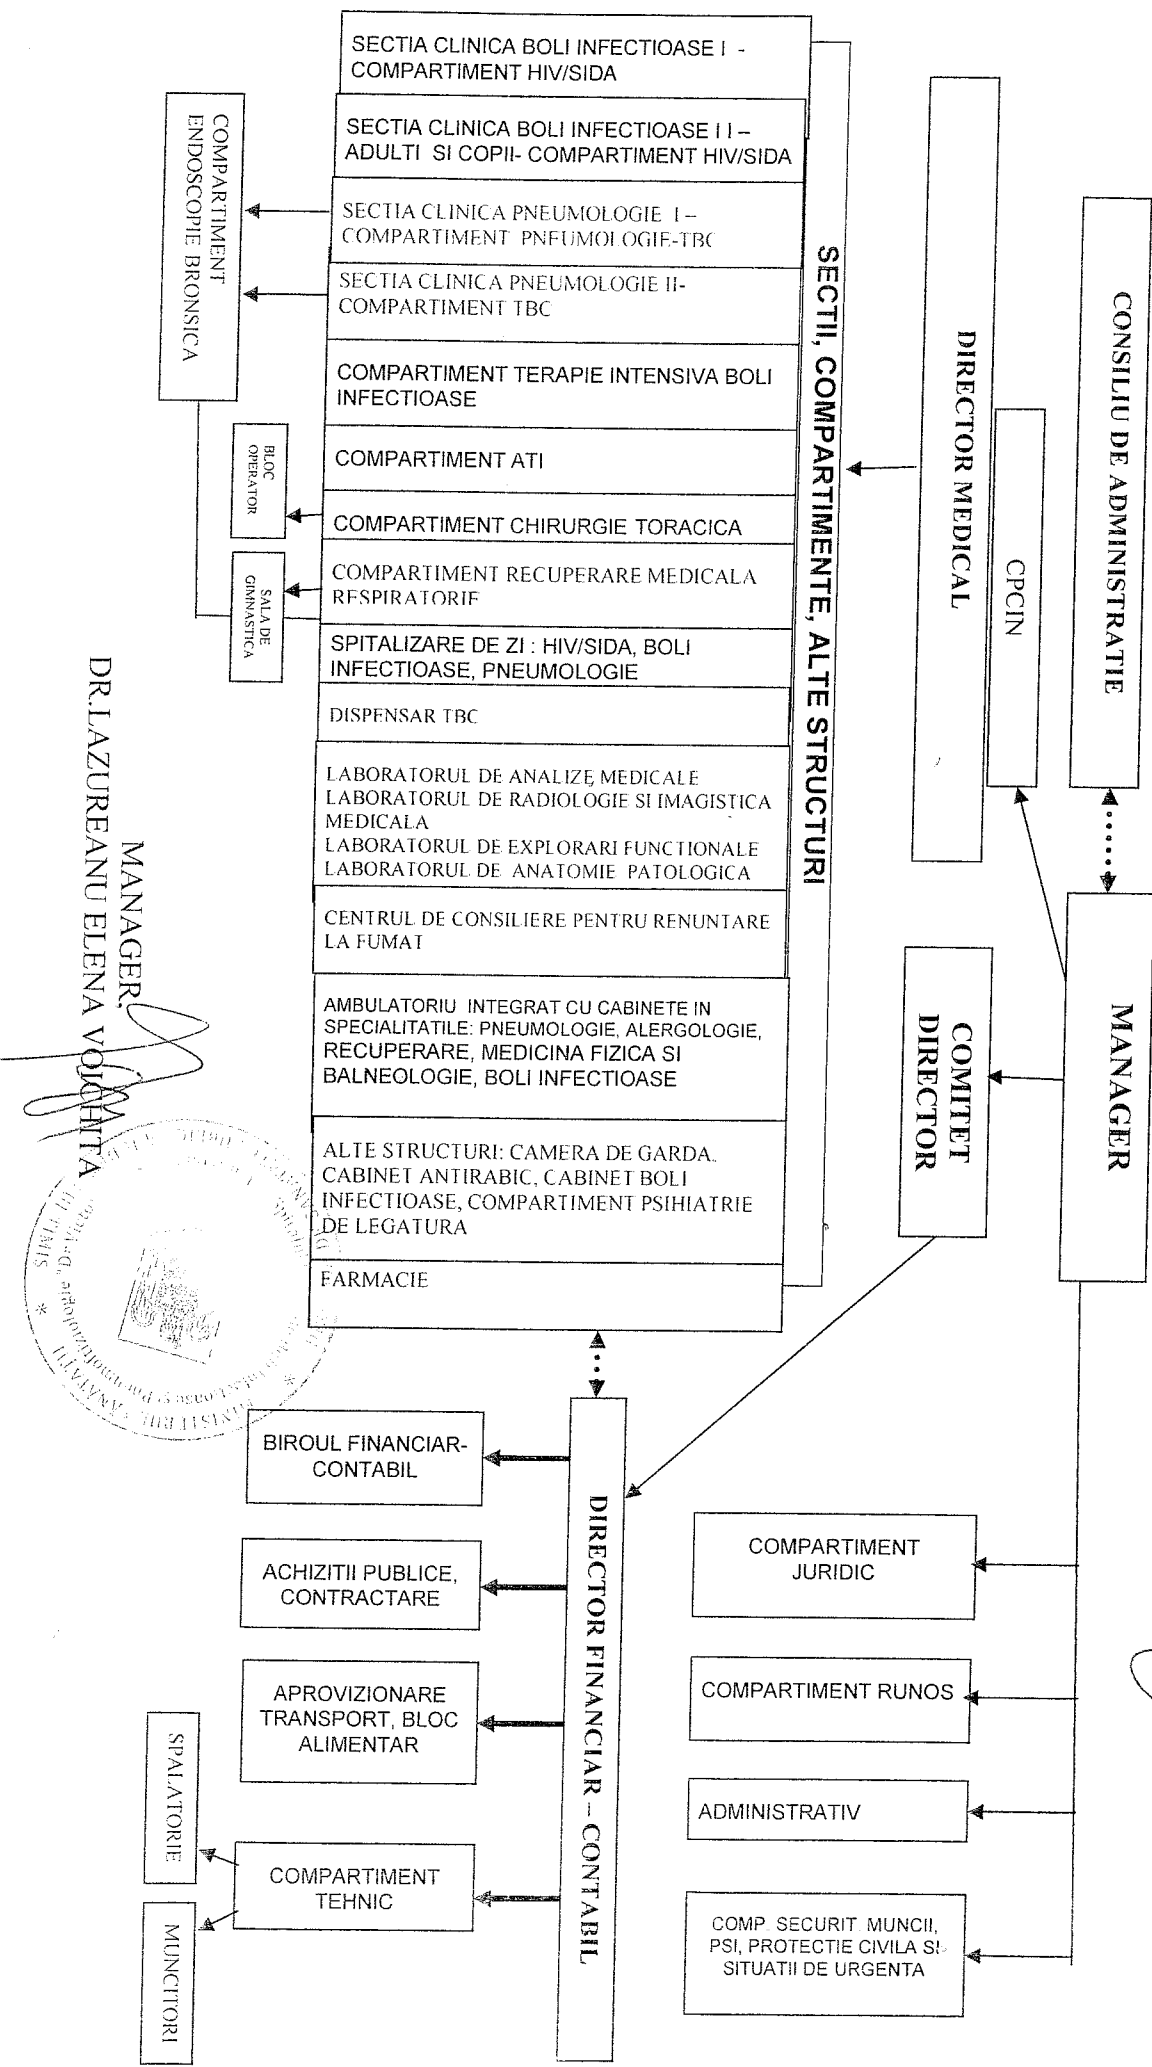 CONSILIU DE ADMINISTRATIE
MANAGER
CPCIN
DIRECTOR MEDICAL
COMITET
DIRECTOR
SECTII, COMPARTIMENTE, ALTE STRUCTURI
SECTIA CLINICA BOLI INFECTIOASE I -
COMPARTIMENT HIV/SIDA
SECTIA CLINICA BOLI INFECTIOASE I I –
ADULTI SI COPII- COMPARTIMENT HIV/SIDA
SECTIA CLINICA PNEUMOLOGIE I –
COMPARTIMENT PNEUMOLOGIE-TBC
SECTIA CLINICA PNEUMOLOGIE II-
COMPARTIMENT TBC
COMPARTIMENT TERAPIE INTENSIVA BOLI
INFECTIOASE
COMPARTIMENT ATI
COMPARTIMENT CHIRURGIE TORACICA
COMPARTIMENT RECUPERARE MEDICALA
RESPIRATORIE
SPITALIZARE DE ZI : HIV/SIDA, BOLI
INFECTIOASE, PNEUMOLOGIE
DISPENSAR TBC
LABORATORUL DE ANALIZE MEDICALE
LABORATORUL DE RADIOLOGIE SI IMAGISTICA
MEDICALA
LABORATORUL DE EXPLORARI FUNCTIONALE
LABORATORUL DE ANATOMIE PATOLOGICA
CENTRUL DE CONSILIERE PENTRU RENUNTARE
LA FUMAT
AMBULATORIU INTEGRAT CU CABINETE IN
SPECIALITATILE: PNEUMOLOGIE, ALERGOLOGIE,
RECUPERARE, MEDICINA FIZICA SI
BALNEOLOGIE, BOLI INFECTIOASE
ALTE STRUCTURI: CAMERA DE GARDA,
CABINET ANTIRABIC, CABINET BOLI
INFECTIOASE, COMPARTIMENT PSIHIATRIE
DE LEGATURA
FARMACIE
COMPARTIMENT
ENDOSCOPIE BRONSICA
BLOC
OPERATOR
SALA DE
GIMNASTICA
COMPARTIMENT
JURIDIC
COMPARTIMENT RUNOS
ADMINISTRATIV
COMP. SECURIT. MUNCII,
PSI, PROTECTIE CIVILA SI
SITUATII DE URGENTA
DIRECTOR FINANCIAR – CONTABIL
BIROUL FINANCIAR-
CONTABIL
ACHIZITII PUBLICE,
CONTRACTARE
APROVIZIONARE
TRANSPORT, BLOC
ALIMENTAR
COMPARTIMENT
TEHNIC
SPALATORIE
MUNCITORI
MANAGER,
DR.LAZUREANU ELENA VOICHITA
MINISTERUL SĂNĂTĂŢII
TIMIS